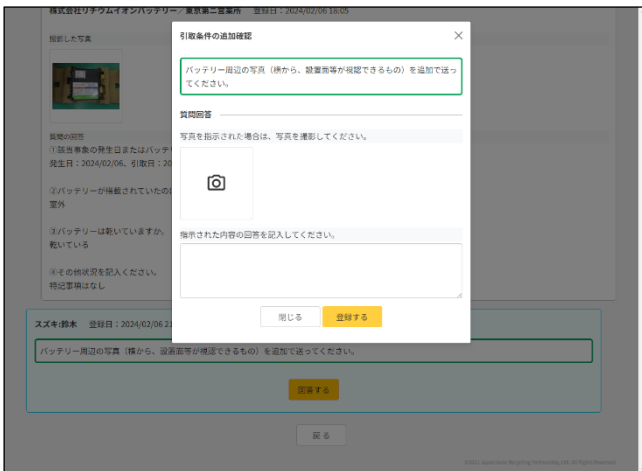 株式会社リチウムイオンバッテリー／東京第二営業所 登録日：2024/02/06 18:05
撮影した写真
質問の回答
①該当事象の発生日またはバッテリ
発生日：2024/02/06、引取日：20
②バッテリーが搭載されていたの
室外
③バッテリーは乾いていますか。
乾いている
④その他状況を記入ください。
特記事項はなし
引取条件の追加確認
バッテリー周辺の写真（横から、設置面等が視認できるもの）を追加で送っ
てください。
質問回答
写真を指示された場合は、写真を撮影してください。
指示された内容の回答を記入してください。
閉じる 登録する
スズキ:鈴木 登録日：2024/02/06 21
バッテリー周辺の写真（横から、設置面等が視認できるもの）を追加で送ってください。
回答する
戻る